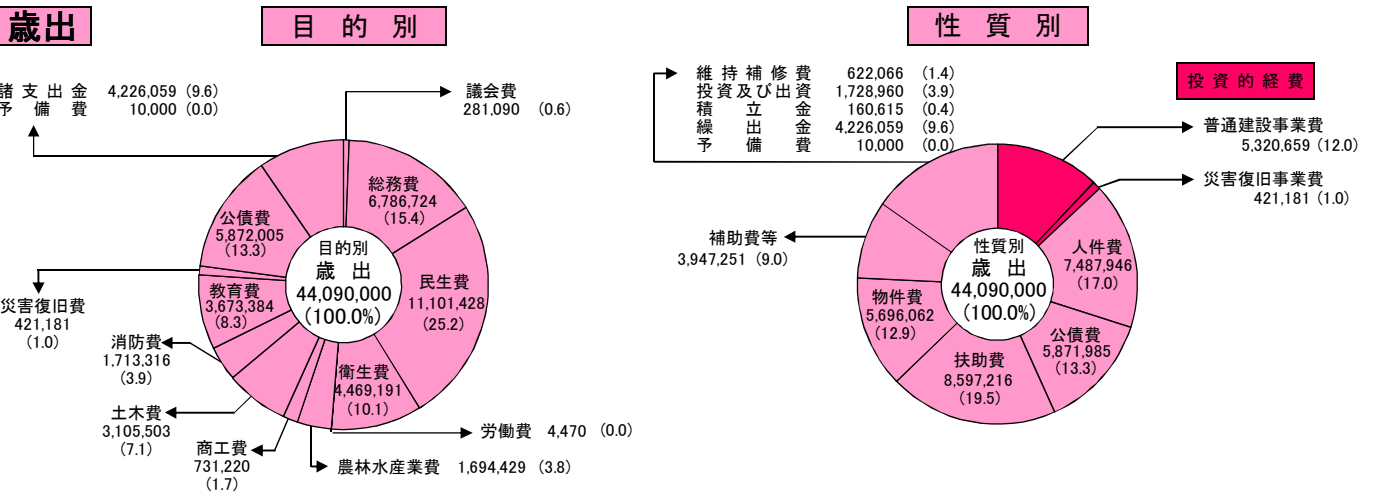 歳出
目的別
諸支出金 4,226,059 (9.6)
予備費 10,000 (0.0)
議会費
281,090 (0.6)
総務費
6,786,724
(15.4)
民生費
11,101,428
(25.2)
衛生費
4,469,191
(10.1)
労働費 4,470 (0.0)
農林水産業費 1,694,429 (3.8)
商工費
731,220
(1.7)
土木費
3,105,503
(7.1)
消防費
1,713,316
(3.9)
教育費
3,673,384
(8.3)
災害復旧費
421,181
(1.0)
公債費
5,872,005
(13.3)
目的別
歳出
44,090,000
(100.0%)
性質別
維持補修費 622,066 (1.4)
投資及び出資 1,728,960 (3.9)
積立金 160,615 (0.4)
繰出金 4,226,059 (9.6)
予備費 10,000 (0.0)
投資的経費
普通建設事業費
5,320,659 (12.0)
災害復旧事業費
421,181 (1.0)
人件費
7,487,946
(17.0)
公債費
5,871,985
(13.3)
扶助費
8,597,216
(19.5)
物件費
5,696,062
(12.9)
補助費等
3,947,251 (9.0)
性質別
歳出
44,090,000
(100.0%)